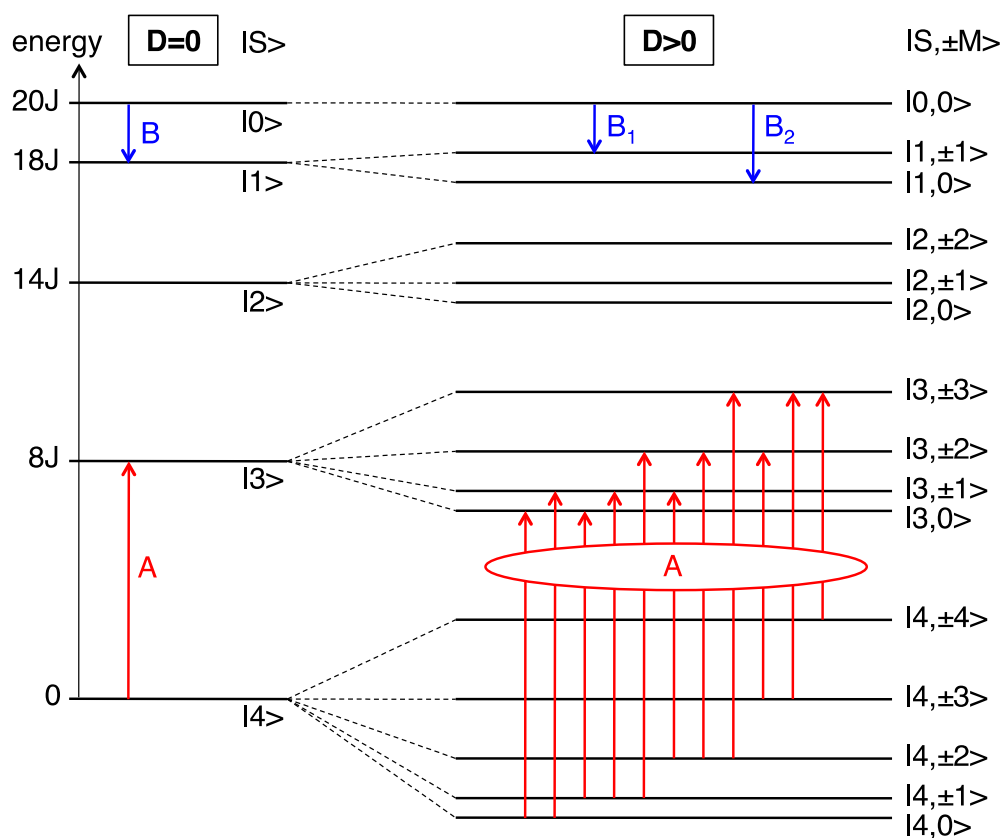 energy D=0 |S> D>0 |S,±M>
20J |0> |0,0>
B B₁ B₂
18J |1> |1,±1>
|1,0>
|2,±2>
14J |2> |2,±1>
|2,0>
|3,±3>
8J |3> |3,±2>
|3,±1>
|3,0>
A A
|4,±4>
0 |4> |4,±3>
|4,±2>
|4,±1>
|4,0>